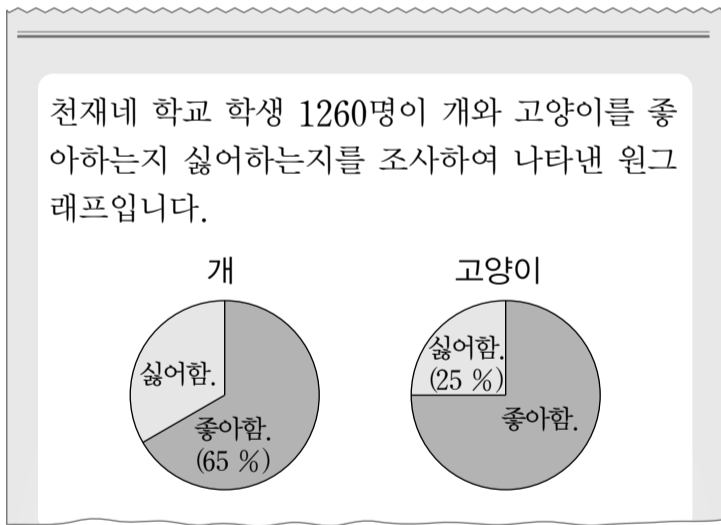 천재네 학교 학생 1260명이 개와 고양이를 좋
아하는지 싫어하는지를 조사하여 나타낸 원그
래프입니다.
개
고양이
싫어함.
좋아함.
(65 %)
싫어함.
(25 %)
좋아함.